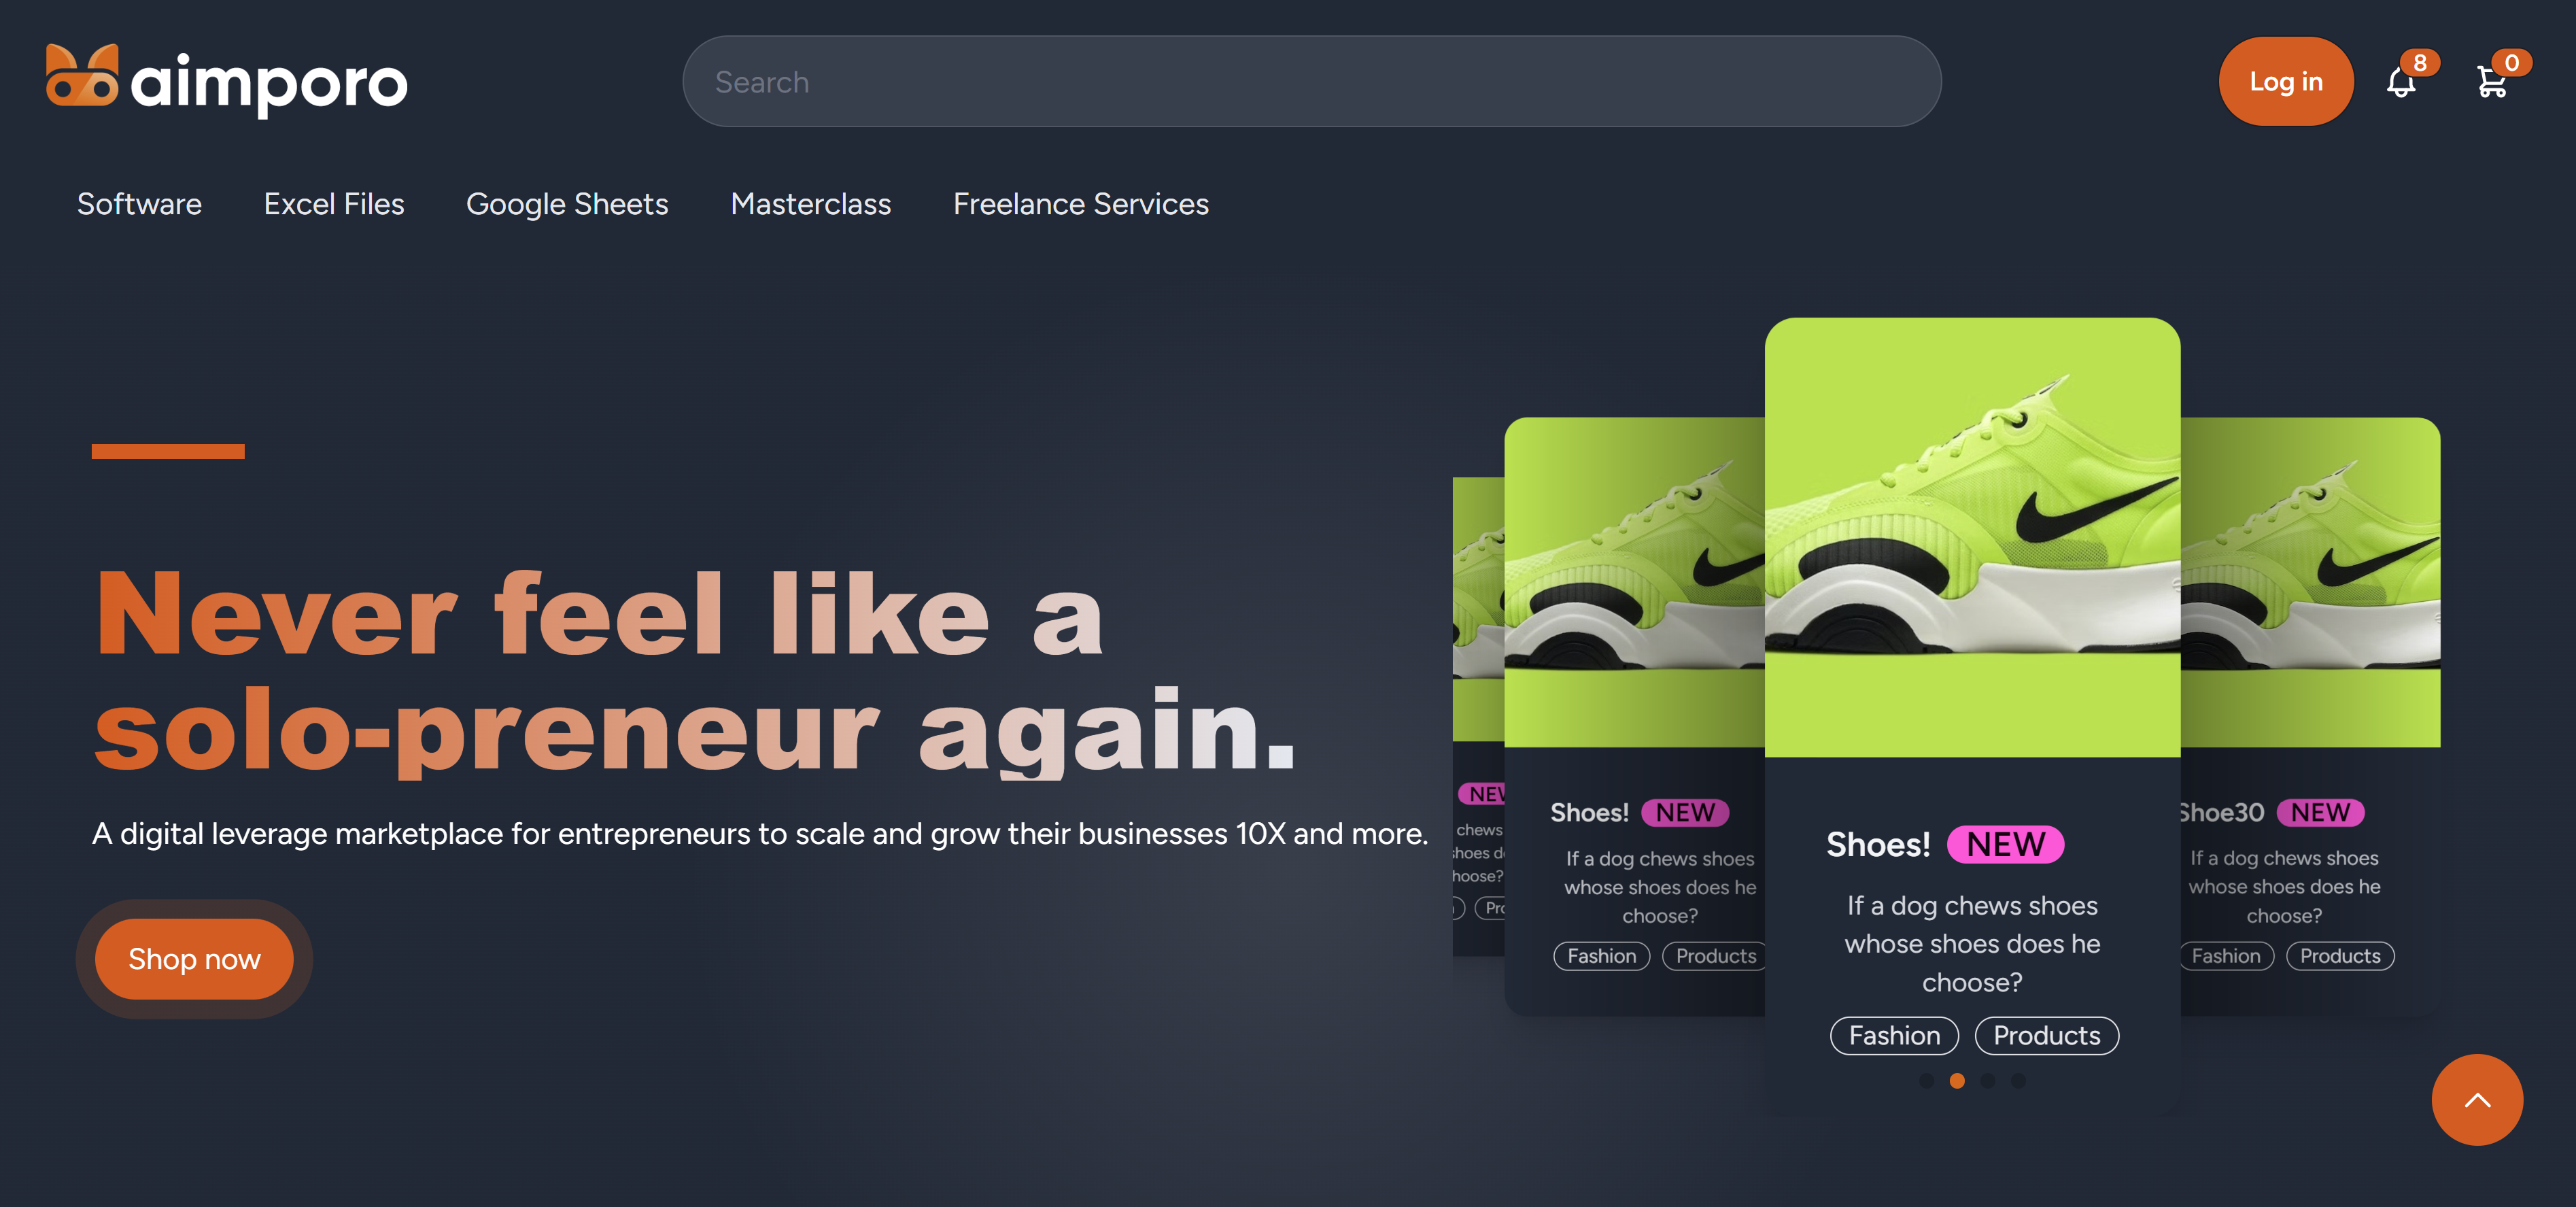 aimporo
Search
Log in
8
0
Software
Excel Files
Google Sheets
Masterclass
Freelance Services
Never feel like a
solo-preneur again.
A digital leverage marketplace for entrepreneurs to scale and grow their businesses 10X and more.
Shop now
chews
Shoes! NEW
If a dog chews shoes
whose shoes does he
choose?
Fashion Products
Shoes! NEW
If a dog chews shoes
whose shoes does he
choose?
Fashion Products
Shoe30 NEW
If a dog chews shoes
whose shoes does he
choose?
Fashion Products